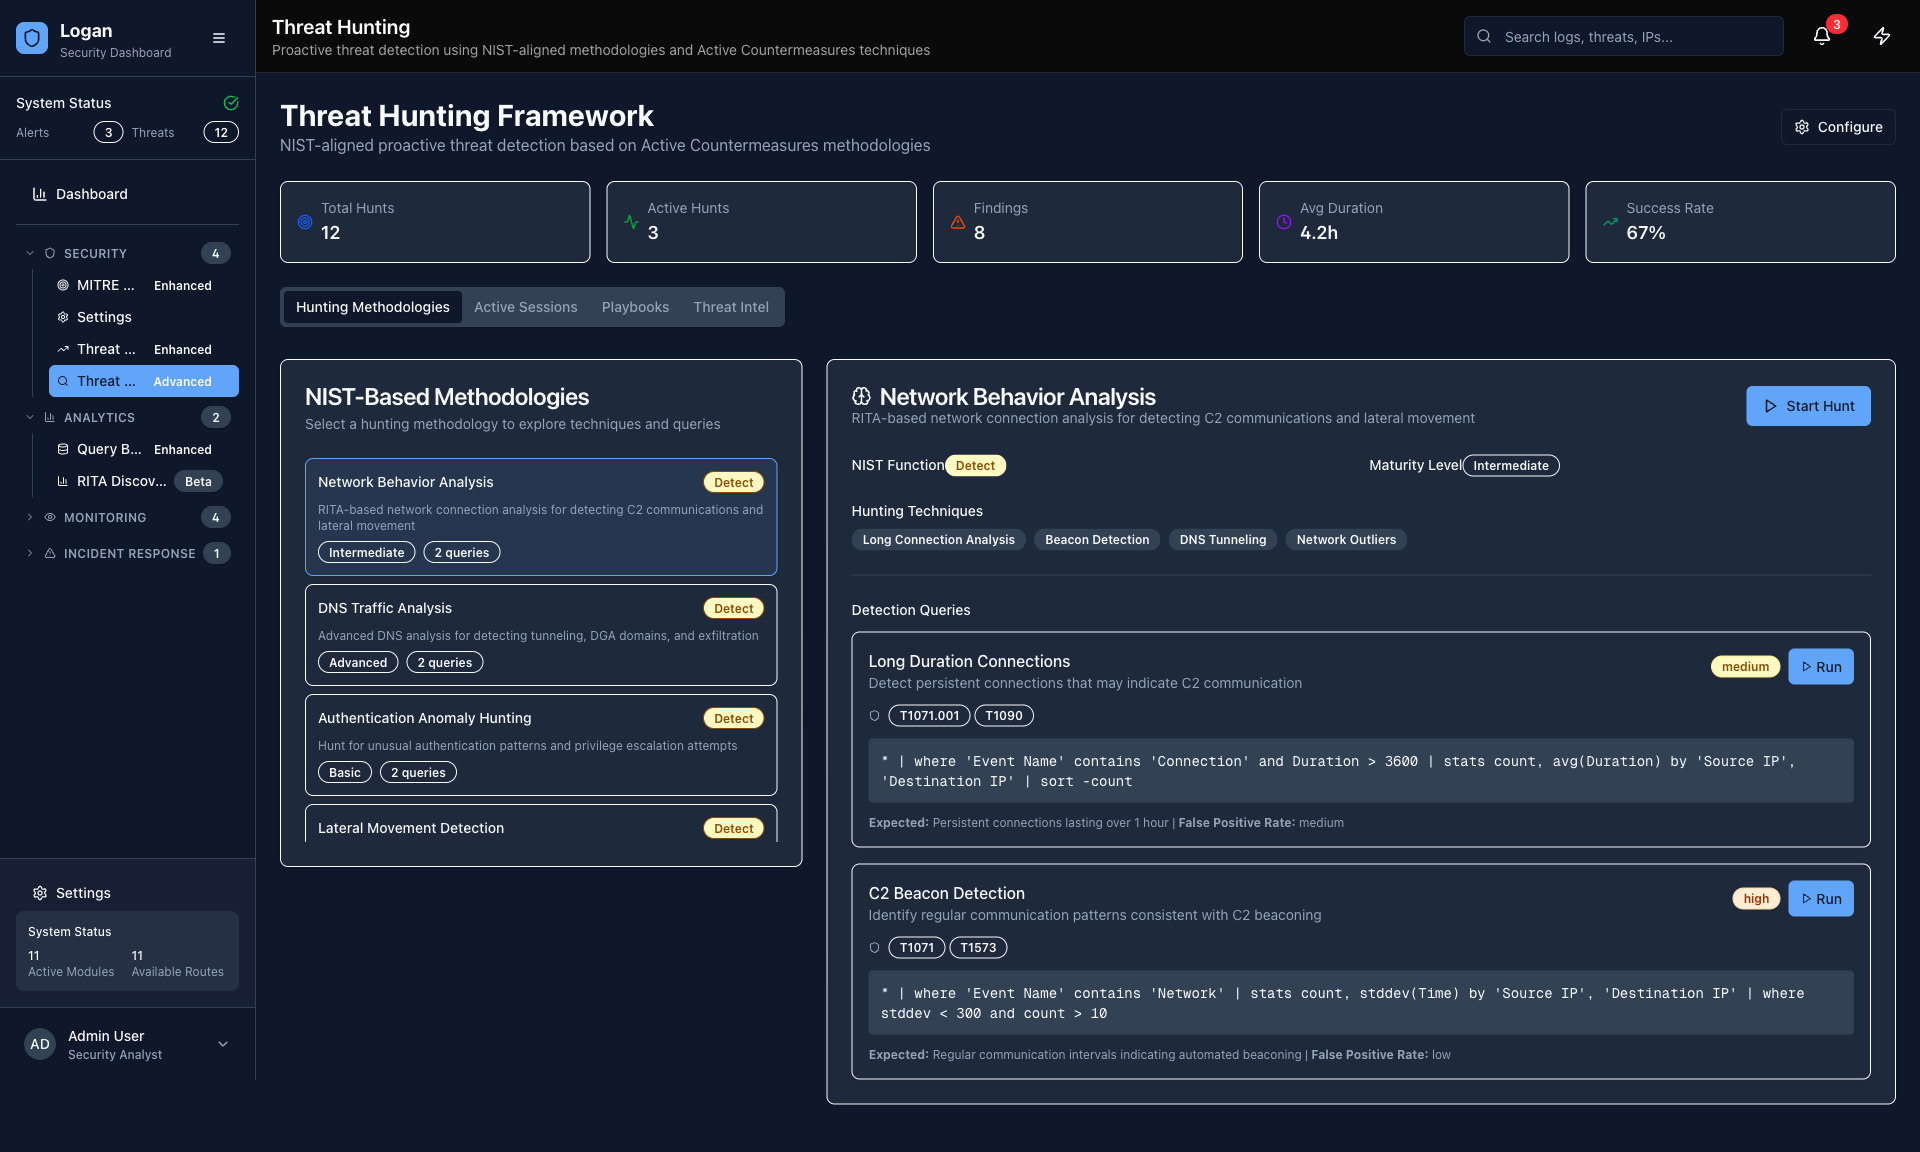 Logan
Security Dashboard
System Status
Alerts 3 Threats 12
Dashboard
SECURITY 4
MITRE ... Enhanced
Settings
Threat ... Enhanced
Threat ... Advanced
ANALYTICS 2
Query B... Enhanced
RITA Discov... Beta
MONITORING 4
INCIDENT RESPONSE 1
Settings
System Status
11 11
Active Modules Available Routes
AD Admin User
Security Analyst
Threat Hunting
Proactive threat detection using NIST-aligned methodologies and Active Countermeasures techniques
Search logs, threats, IPs...
3
Threat Hunting Framework
NIST-aligned proactive threat detection based on Active Countermeasures methodologies
Configure
Total Hunts
12
Active Hunts
3
Findings
8
Avg Duration
4.2h
Success Rate
67%
Hunting Methodologies Active Sessions Playbooks Threat Intel
NIST-Based Methodologies
Select a hunting methodology to explore techniques and queries
Network Behavior Analysis Detect
RITA-based network connection analysis for detecting C2 communications and
lateral movement
Intermediate 2 queries
DNS Traffic Analysis Detect
Advanced DNS analysis for detecting tunneling, DGA domains, and exfiltration
Advanced 2 queries
Authentication Anomaly Hunting Detect
Hunt for unusual authentication patterns and privilege escalation attempts
Basic 2 queries
Lateral Movement Detection Detect
Network Behavior Analysis
RITA-based network connection analysis for detecting C2 communications and lateral movement
Start Hunt
NIST Function Detect Maturity Level Intermediate
Hunting Techniques
Long Connection Analysis Beacon Detection DNS Tunneling Network Outliers
Detection Queries
Long Duration Connections
Detect persistent connections that may indicate C2 communication
medium Run
T1071.001 T1090
* | where 'Event Name' contains 'Connection' and Duration > 3600 | stats count, avg(Duration) by 'Source IP',
'Destination IP' | sort -count
Expected: Persistent connections lasting over 1 hour | False Positive Rate: medium
C2 Beacon Detection
Identify regular communication patterns consistent with C2 beaconing
high Run
T1071 T1573
* | where 'Event Name' contains 'Network' | stats count, stddev(Time) by 'Source IP', 'Destination IP' | where
stddev < 300 and count > 10
Expected: Regular communication intervals indicating automated beaconing | False Positive Rate: low